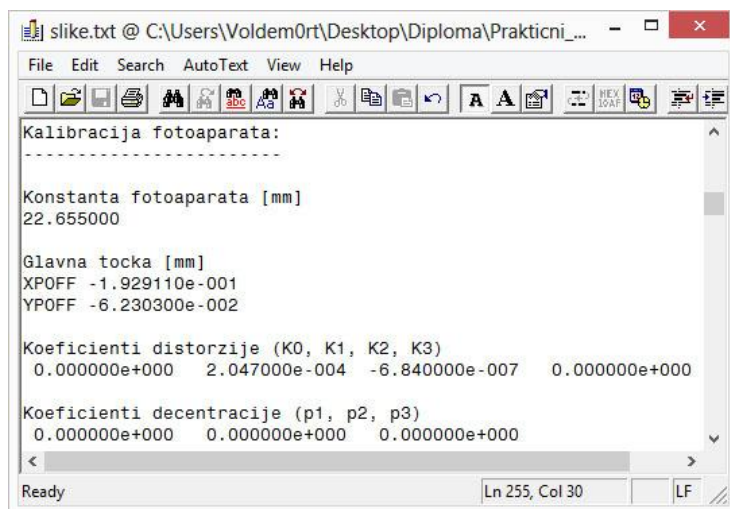 slike.txt @ C:\Users\Voldem0rt\Desktop\Diploma\Prakticni_...
File Edit Search AutoText View Help
Kalibracija fotoaparata:
------------------------
Konstanta fotoaparata [mm]
22.655000
Glavna tocka [mm]
XPOFF -1.929110e-001
YPOFF -6.230300e-002
Koeficienti distorzije (K0, K1, K2, K3)
0.000000e+000 2.047000e-004 -6.840000e-007 0.000000e+000
Koeficienti decentracije (p1, p2, p3)
0.000000e+000 0.000000e+000 0.000000e+000
Ready Ln 255, Col 30 LF